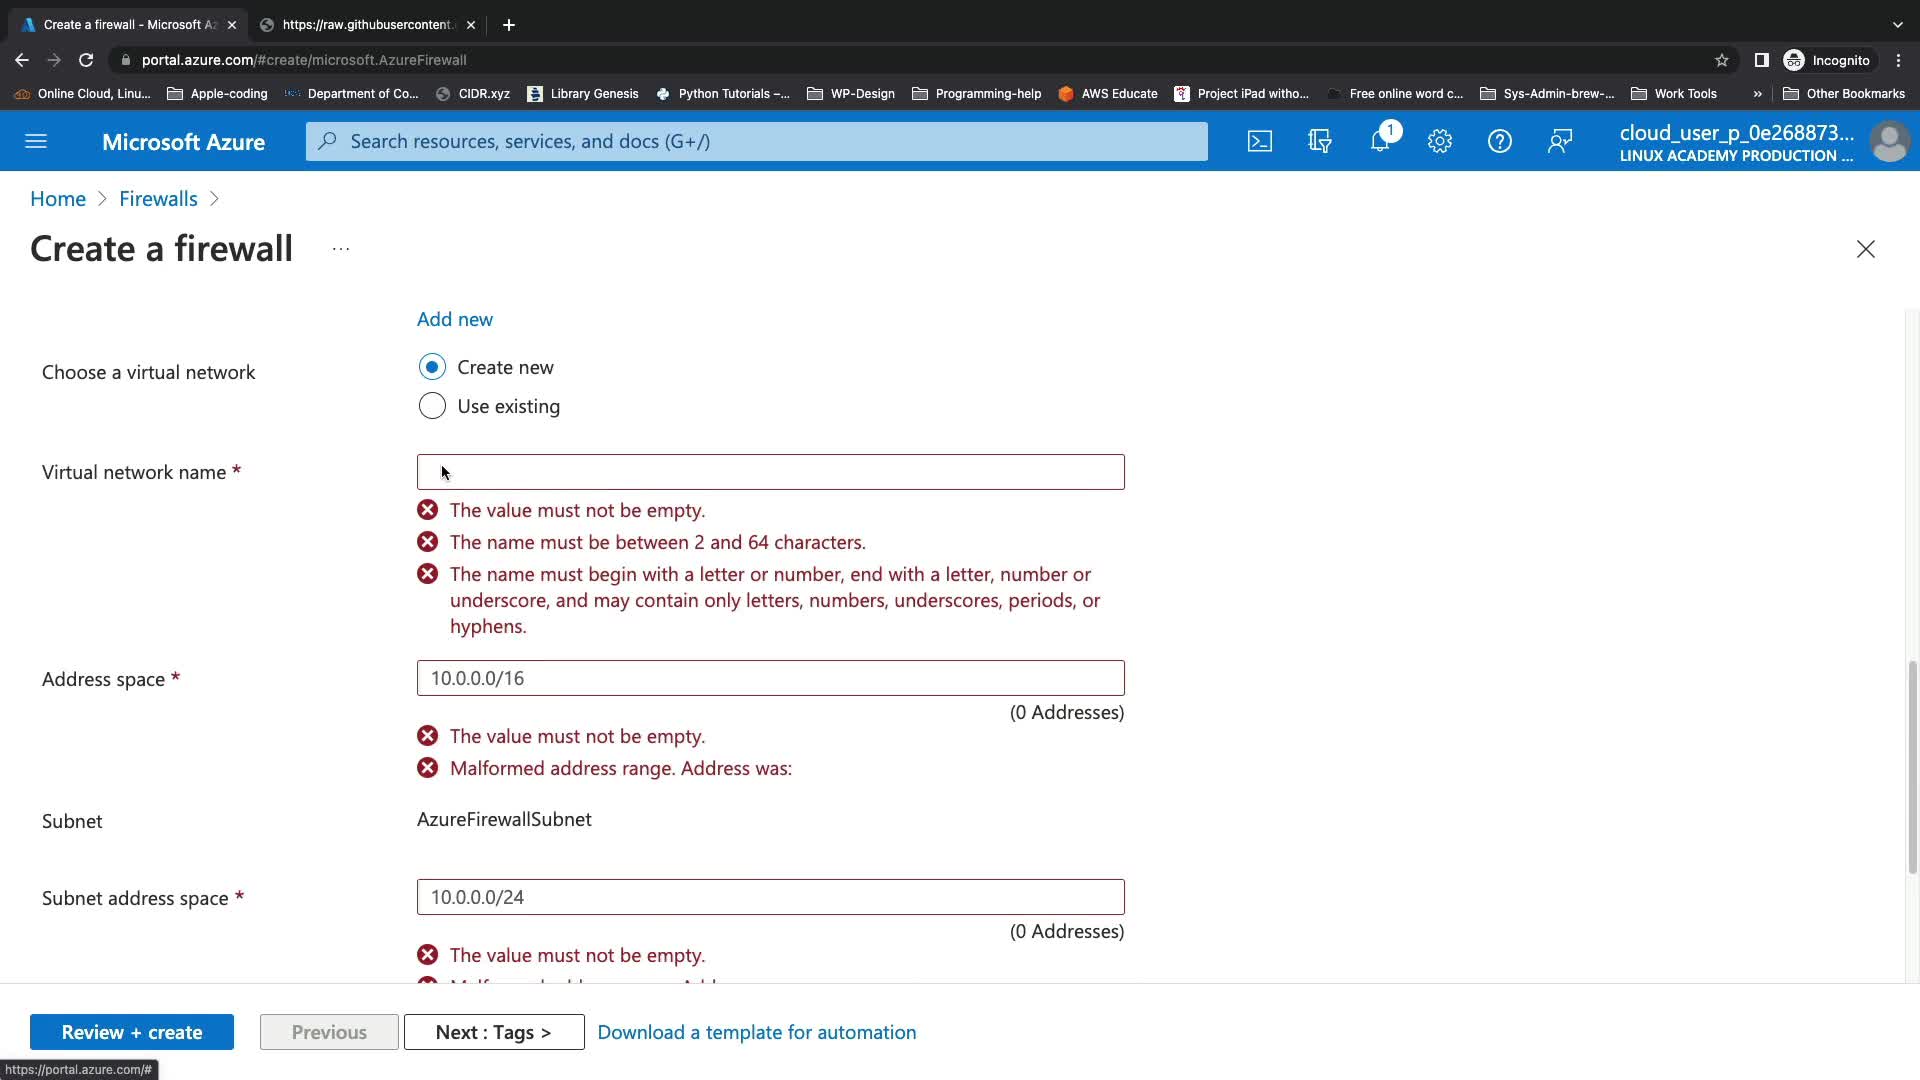 Create a firewall - Microsoft Az
https://raw.githubusercontent.
portal.azure.com/#create/microsoft.AzureFirewall
Incognito
Online Cloud, Linu...
Apple-coding
Department of Co...
CIDR.xyz
Library Genesis
Python Tutorials –...
WP-Design
Programming-help
AWS Educate
Project iPad witho...
Free online word c...
Sys-Admin-brew-...
Work Tools
»
Other Bookmarks
Microsoft Azure
Search resources, services, and docs (G+/)
1
cloud_user_p_0e268873...
LINUX ACADEMY PRODUCTION ...
Home > Firewalls >
Create a firewall ...
Add new
Choose a virtual network
Create new
Use existing
Virtual network name *
The value must not be empty.
The name must be between 2 and 64 characters.
The name must begin with a letter or number, end with a letter, number or
underscore, and may contain only letters, numbers, underscores, periods, or
hyphens.
Address space *
10.0.0.0/16
(0 Addresses)
The value must not be empty.
Malformed address range. Address was:
Subnet
AzureFirewallSubnet
Subnet address space *
10.0.0.0/24
(0 Addresses)
The value must not be empty.
Review + create
Previous
Next : Tags >
Download a template for automation
https://portal.azure.com/#